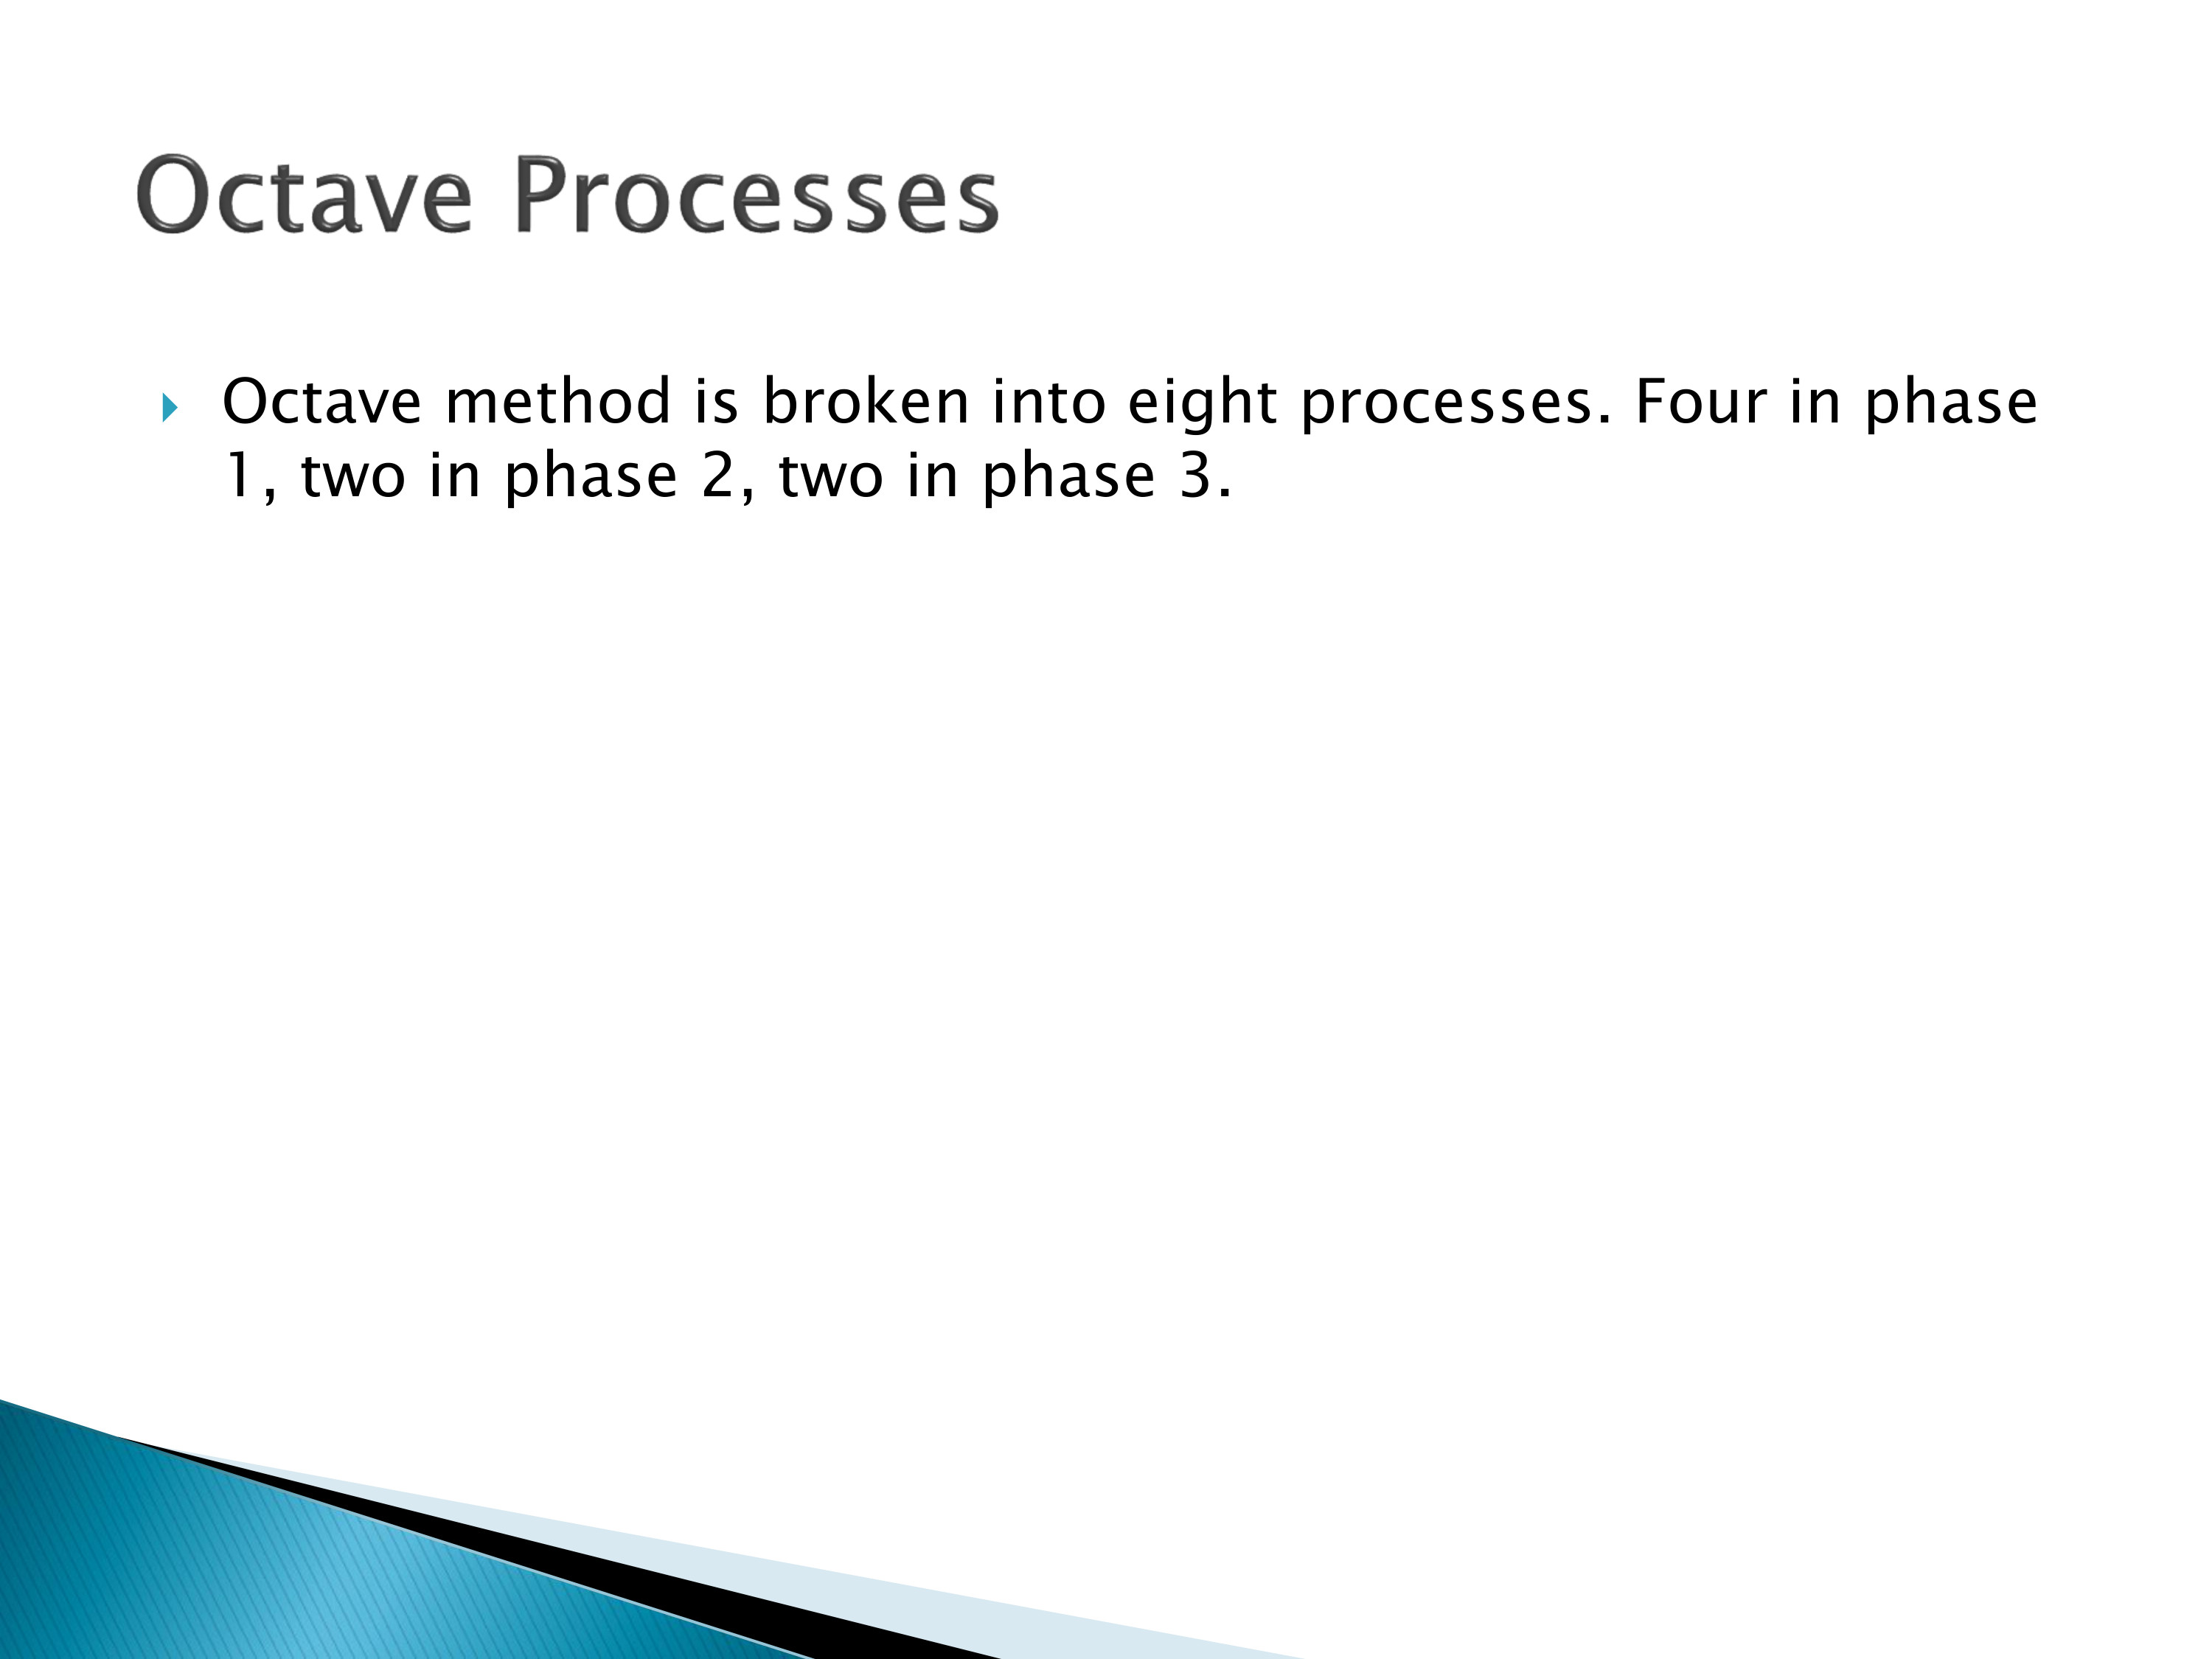 Octave Processes
Octave method is broken into eight processes. Four in phase
1, two in phase 2, two in phase 3.